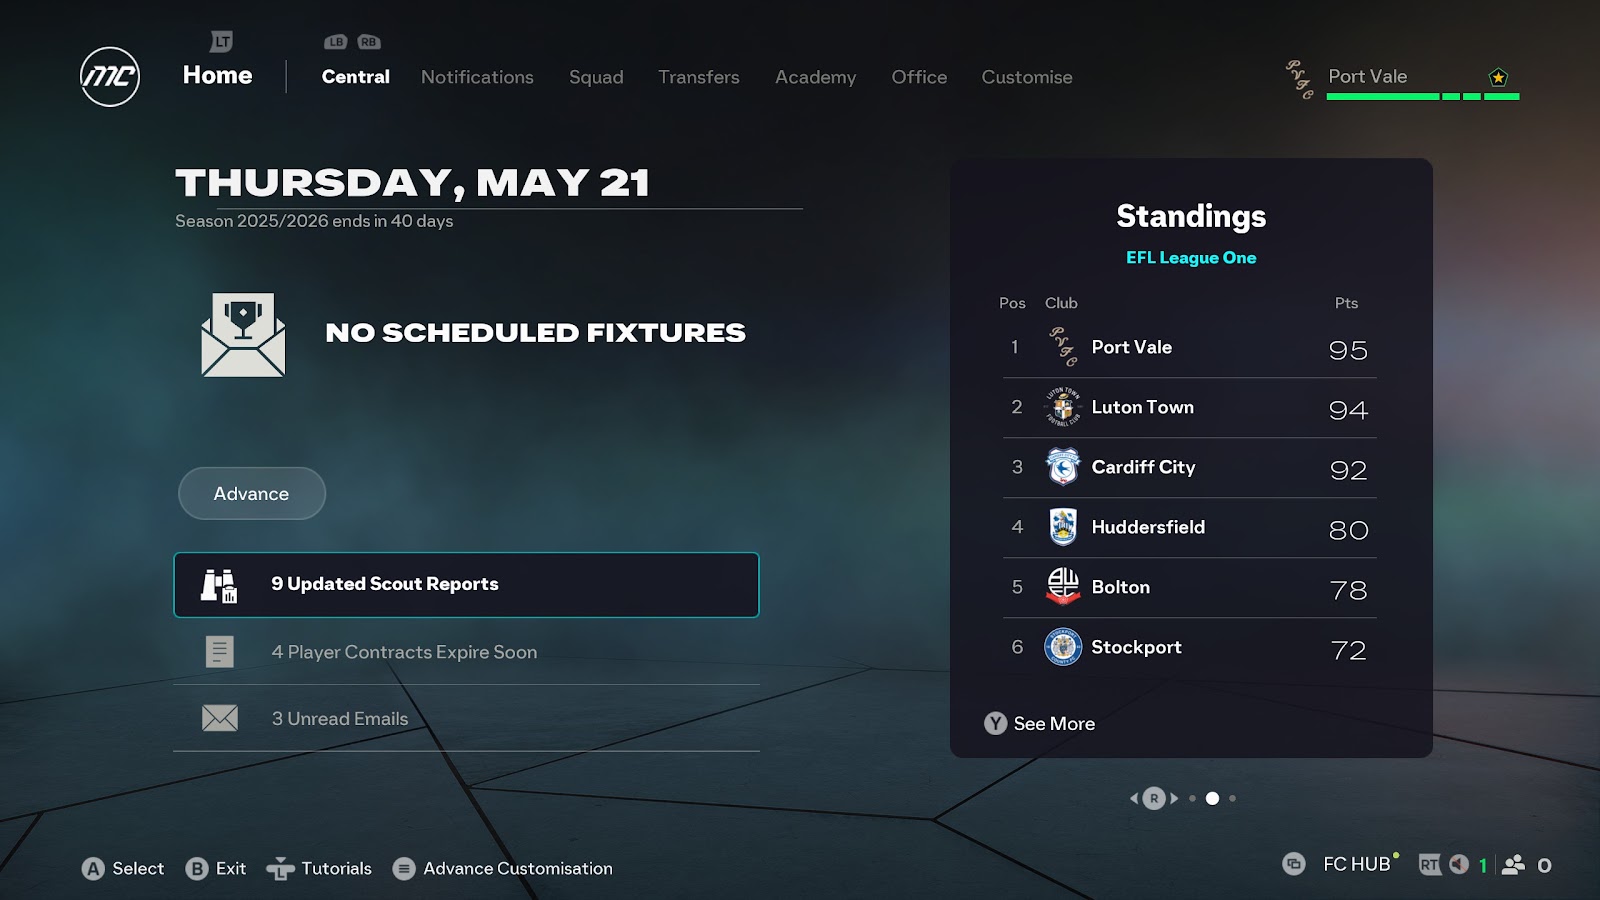 LT
LB RB
MC Home Central Notifications Squad Transfers Academy Office Customise
PVFC Port Vale
THURSDAY, MAY 21
Season 2025/2026 ends in 40 days
NO SCHEDULED FIXTURES
Advance
9 Updated Scout Reports
4 Player Contracts Expire Soon
3 Unread Emails
Standings
EFL League One
Pos Club Pts
1 Port Vale 95
2 Luton Town 94
3 Cardiff City 92
4 Huddersfield 80
5 Bolton 78
6 Stockport 72
Y See More
R
A Select B Exit L Tutorials Advance Customisation
FC HUB RT 1 0